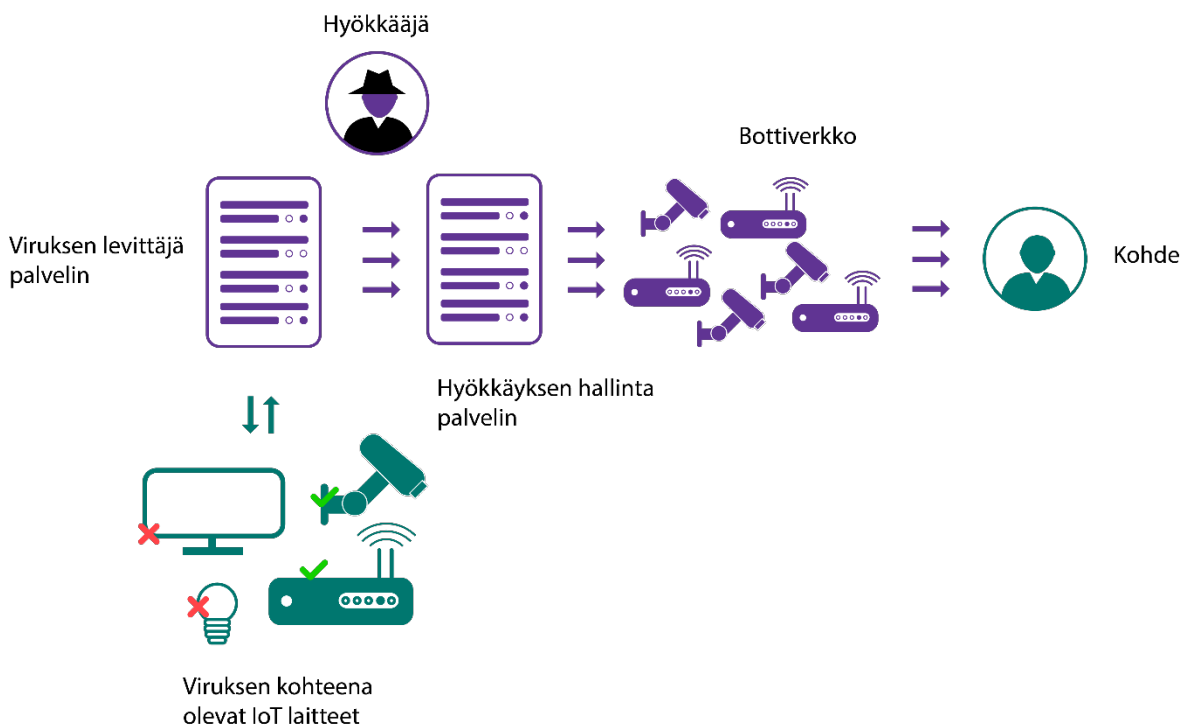 Hyökkääjä
Bottiverkko
Viruksen levittäjä
palvelin
Kohde
Hyökkäyksen hallinta
palvelin
Viruksen kohteena
olevat IoT laitteet